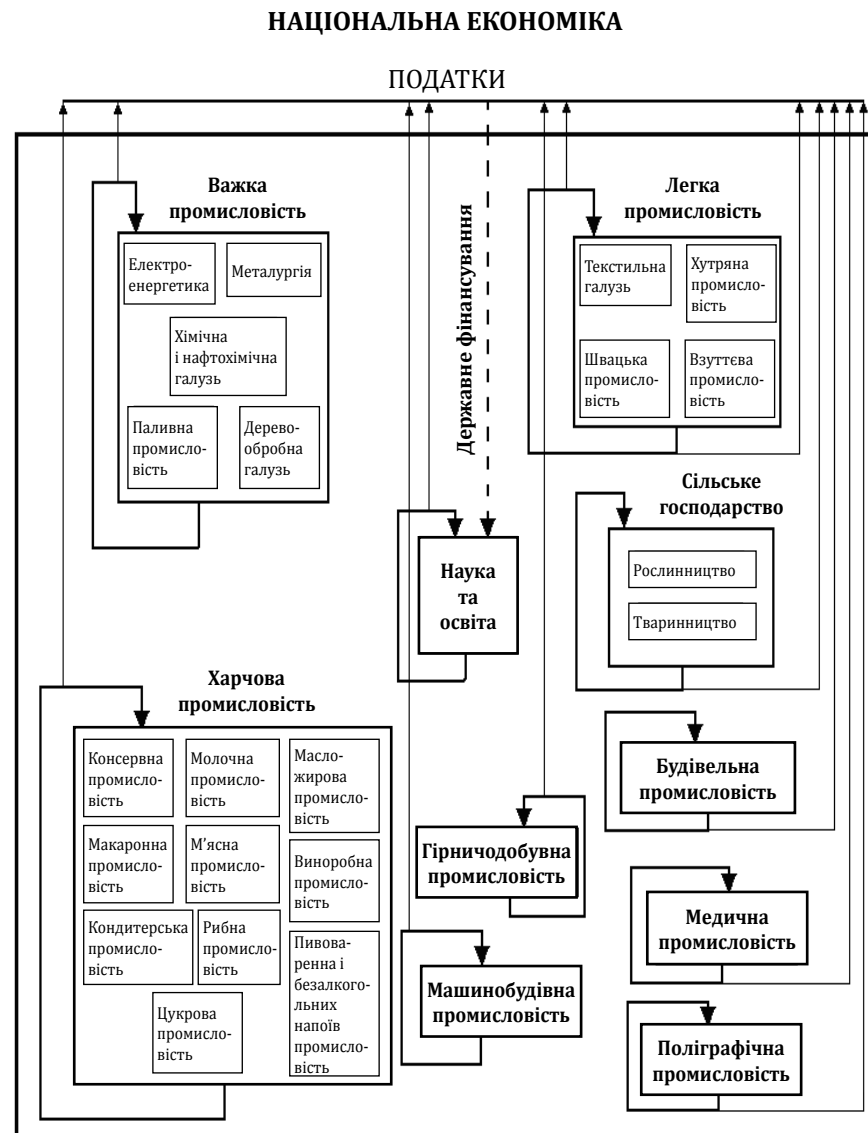 НАЦІОНАЛЬНА ЕКОНОМІКА
ПОДАТКИ
Важка
промисловість
Електро-
енергетика
Металургія
Хімічна
і нафтохімічна
галузь
Паливна
промисло-
вість
Дерево-
обробна
галузь
Державне фінансування
Легка
промисловість
Текстильна
галузь
Хутряна
промисло-
вість
Швацька
промисло-
вість
Взуттєва
промисло-
вість
Наука
та
освіта
Сільське
господарство
Рослинництво
Тваринництво
Харчова
промисловість
Консервна
промисло-
вість
Молочна
промисло-
вість
Масло-
жирова
промисло-
вість
Макаронна
промисло-
вість
М’ясна
промисло-
вість
Виноробна
промисло-
вість
Кондитерська
промисло-
вість
Рибна
промисло-
вість
Пивова-
ренна і
безалкого-
льних
напоїв
промисло-
вість
Цукрова
промисло-
вість
Гірничодобувна
промисловість
Машинобудівна
промисловість
Будівельна
промисловість
Медична
промисловість
Поліграфічна
промисловість